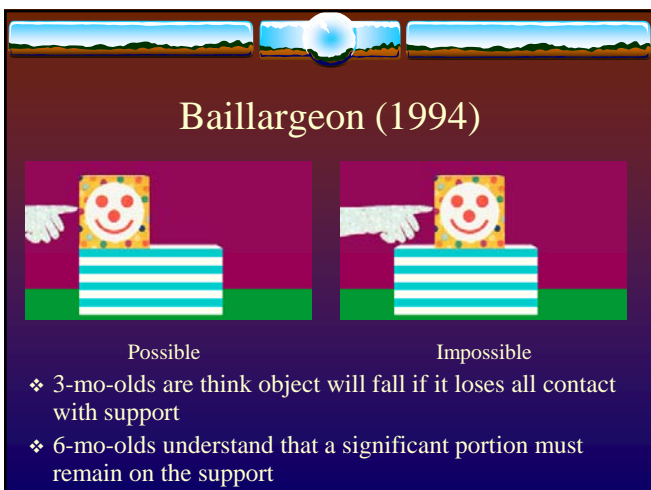 Baillargeon (1994)
Possible
Impossible
❖ 3-mo-olds are think object will fall if it loses all contact
with support
❖ 6-mo-olds understand that a significant portion must
remain on the support